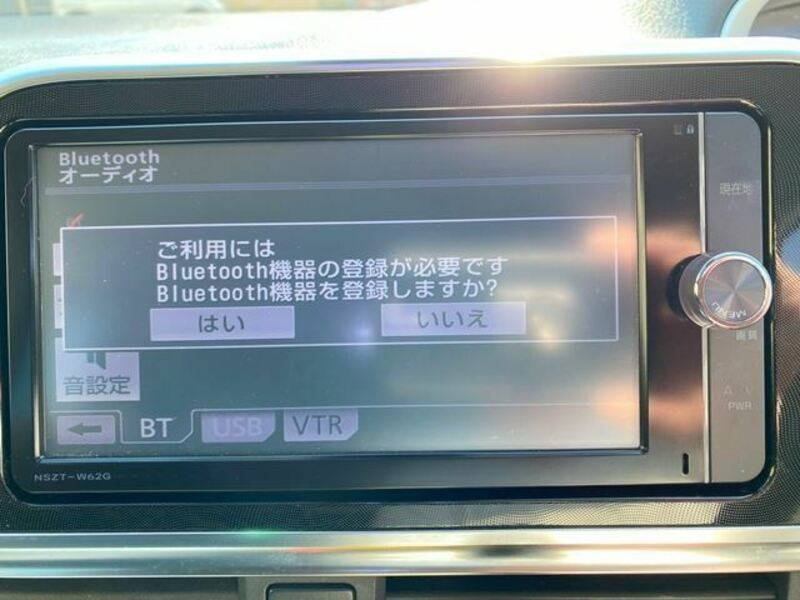 Bluetooth
オーディオ
ご利用には
Bluetooth機器の登録が必要です
Bluetooth機器を登録しますか?
はい
いいえ
音設定
BT
USB
VTR
NSZT-W62G
現在地
MENU
画質
A V
PWR